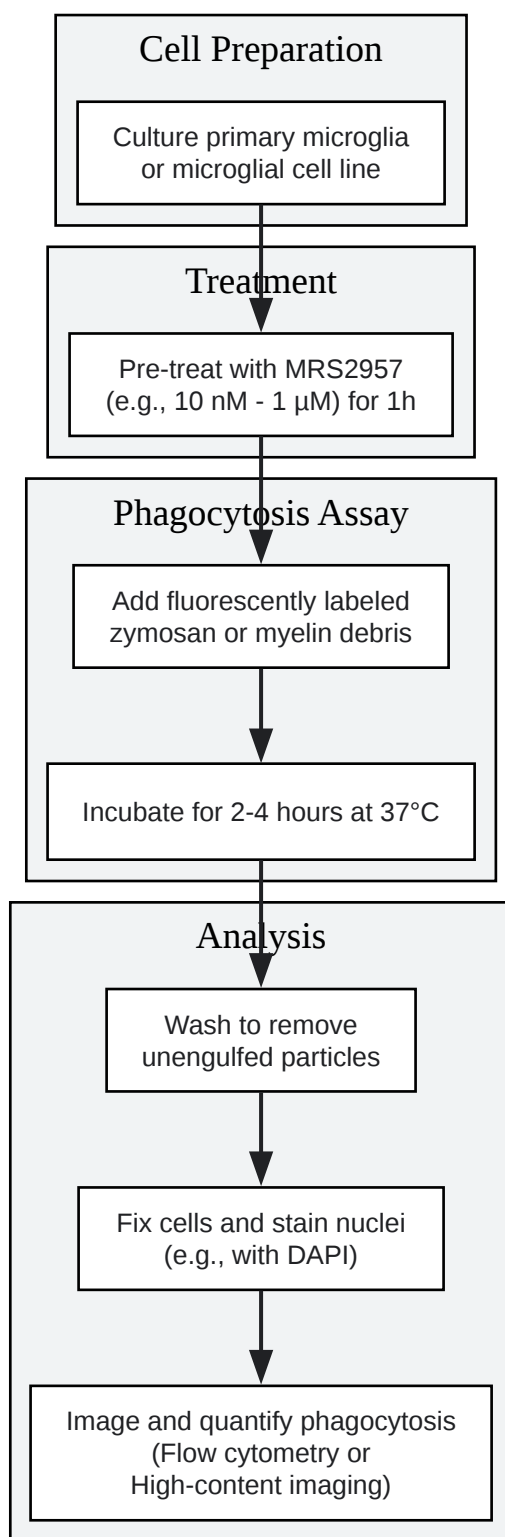 Cell Preparation
Culture primary microglia
or microglial cell line
Treatment
Pre-treat with MRS2957
(e.g., 10 nM - 1 µM) for 1h
Phagocytosis Assay
Add fluorescently labeled
zymosan or myelin debris
Incubate for 2-4 hours at 37°C
Analysis
Wash to remove
unengulfed particles
Fix cells and stain nuclei
(e.g., with DAPI)
Image and quantify phagocytosis
(Flow cytometry or
High-content imaging)